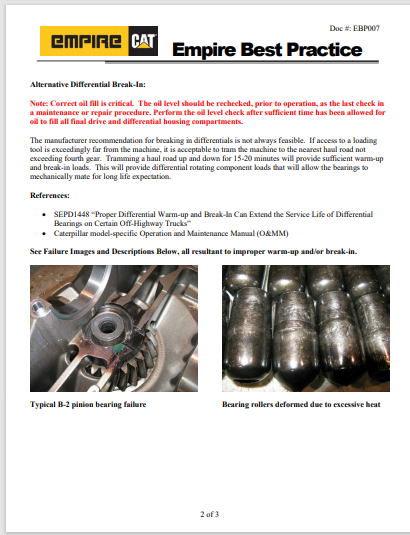 Doc #: EBP007
EMPIRE CAT
Empire Best Practice
Alternative Differential Break-In:
Note: Correct oil fill is critical. The oil level should be rechecked, prior to operation, as the last check in
a maintenance or repair procedure. Perform the oil level check after sufficient time has been allowed for
oil to fill all final drive and differential housing compartments.
The manufacturer recommendation for breaking in differentials is not always feasible. If access to a loading
tool is exceedingly far from the machine, it is acceptable to tram the machine to the nearest haul road not
exceeding fourth gear. Tramming a haul road up and down for 15-20 minutes will provide sufficient warm-up
and break-in loads. This will provide differential rotating component loads that will allow the bearings to
mechanically mate for long life expectation.
References:
• SEPD1448 “Proper Differential Warm-up and Break-In Can Extend the Service Life of Differential
Bearings on Certain Off-Highway Trucks”
• Caterpillar model-specific Operation and Maintenance Manual (O&MM)
See Failure Images and Descriptions Below, all resultant to improper warm-up and/or break-in.
Typical B-2 pinion bearing failure
Bearing rollers deformed due to excessive heat
2 of 3